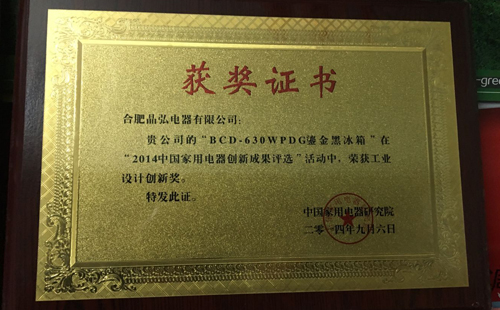 获奖证书
合肥晶弘电器有限公司:
贵公司的“BCD-630WPDG鎏金黑冰箱”在
“2014中国家用电器创新成果评选”活动中,荣获工业
设计创新奖。
特发此证。
中国家用电器研究院
二零一四年九月六日
-gree